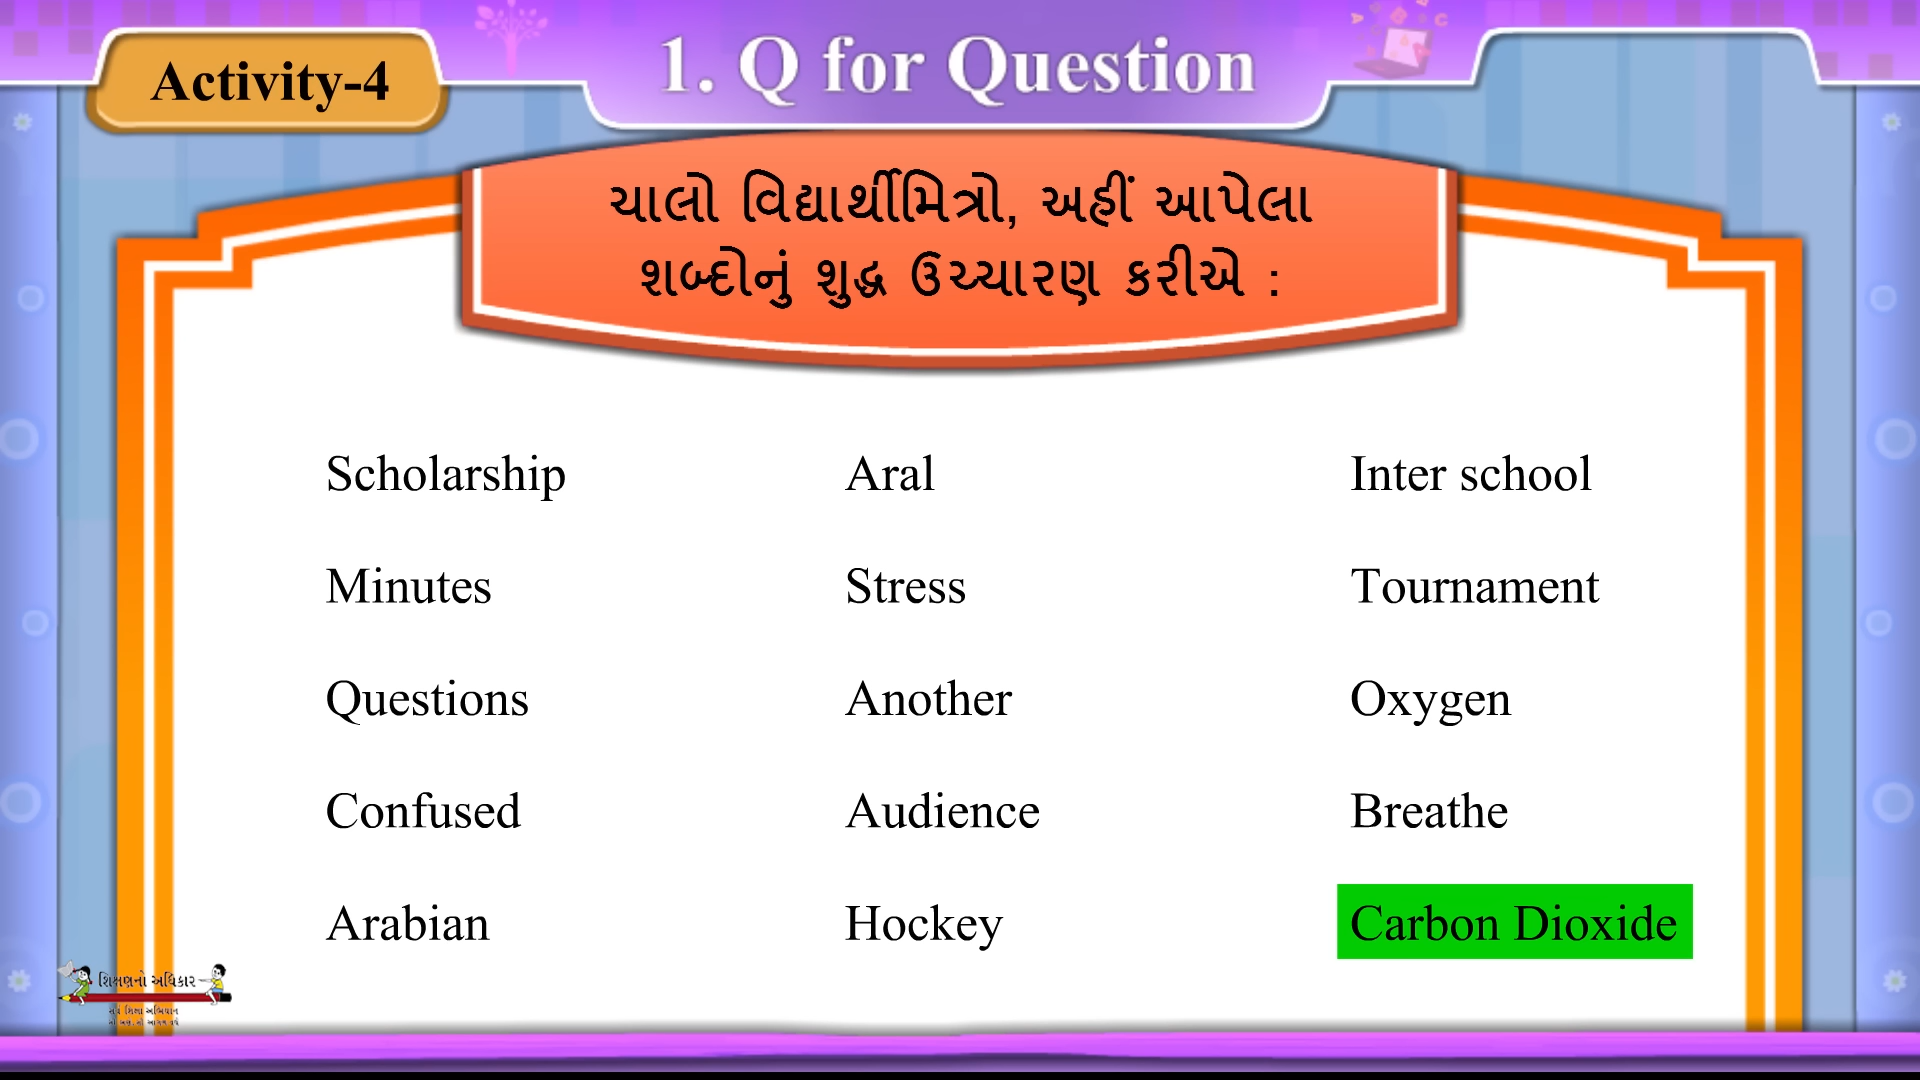 Activity-4
1. Q for Question
ચાલો વિદ્યાર્થીમિત્રો, અહીં આપેલા
શબ્દોનું શુદ્ધ ઉચ્ચારણ કરીએ :
Scholarship Aral Inter school
Minutes Stress Tournament
Questions Another Oxygen
Confused Audience Breathe
Arabian Hockey Carbon Dioxide
શિક્ષણનો અધિકાર